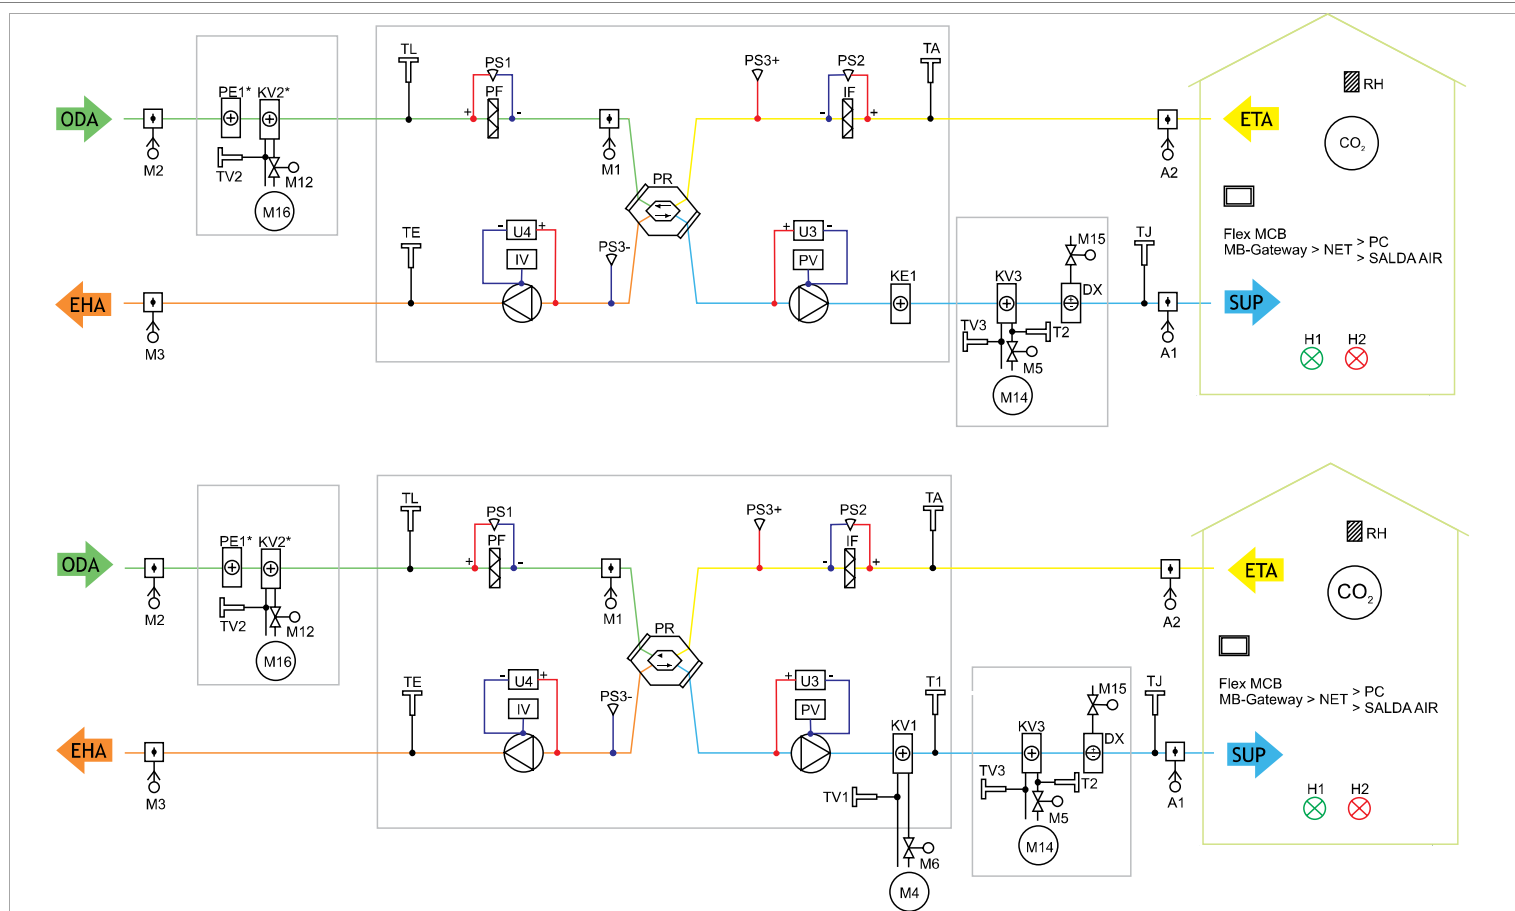 TL
PS1
PF
+
-
PS3+
PS2
IF
-
+
TA
RH
ODA
M2
PE1*
KV2*
TV2
M12
M16
M1
PR
ETA
A2
CO2
Flex MCB
MB-Gateway > NET > PC
> SALDA AIR
EHA
M3
TE
-
U4
+
IV
PS3-
+
U3
-
PV
KE1
KV3
M15
DX
TJ
TV3
T2
M5
M14
A1
SUP
H1
H2
TL
PS1
PF
+
-
PS3+
PS2
IF
-
+
TA
RH
ODA
M2
PE1*
KV2*
TV2
M12
M16
M1
PR
ETA
A2
CO2
Flex MCB
MB-Gateway > NET > PC
> SALDA AIR
EHA
M3
TE
-
U4
+
IV
PS3-
+
U3
-
PV
KV1
T1
TV1
M6
M4
KV3
M15
DX
TJ
TV3
T2
M5
M14
A1
SUP
H1
H2